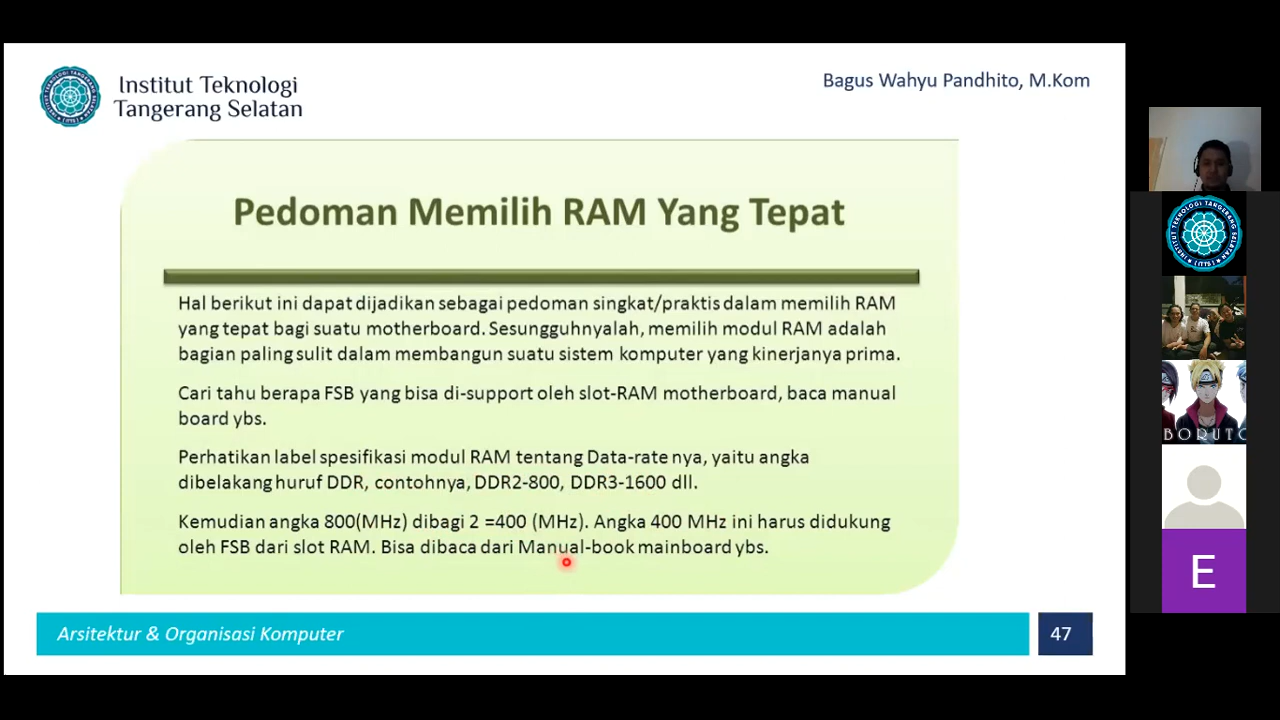 Institut Teknologi
Tangerang Selatan
Bagus Wahyu Pandhito, M.Kom
Pedoman Memilih RAM Yang Tepat
Hal berikut ini dapat dijadikan sebagai pedoman singkat/praktis dalam memilih RAM
yang tepat bagi suatu motherboard. Sesungguhnyalah, memilih modul RAM adalah
bagian paling sulit dalam membangun suatu sistem komputer yang kinerjanya prima.
Cari tahu berapa FSB yang bisa di-support oleh slot-RAM motherboard, baca manual
board ybs.
Perhatikan label spesifikasi modul RAM tentang Data-rate nya, yaitu angka
dibelakang huruf DDR, contohnya, DDR2-800, DDR3-1600 dll.
Kemudian angka 800(MHz) dibagi 2 =400 (MHz). Angka 400 MHz ini harus didukung
oleh FSB dari slot RAM. Bisa dibaca dari Manual-book mainboard ybs.
Arsitektur & Organisasi Komputer
47
INSTITUT TEKNOLOGI TANGERANG SELATAN
(ITTS)
BORUTO
E